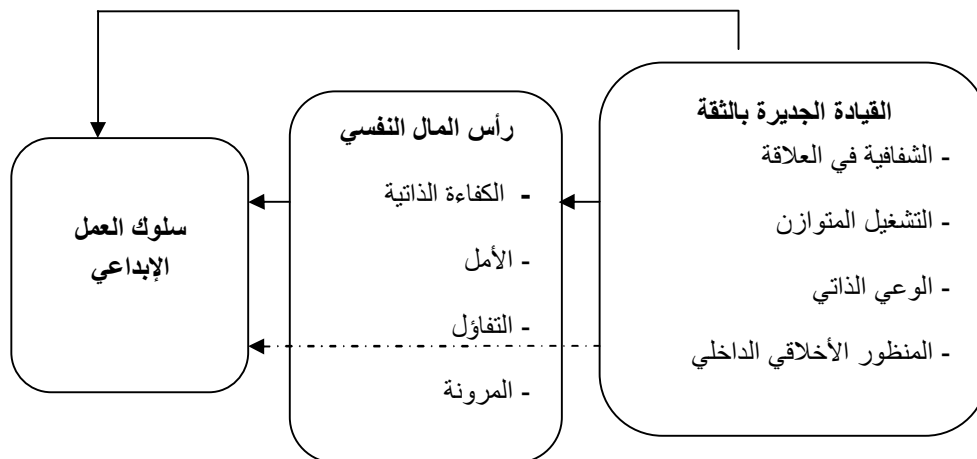 القيادة الجديرة بالثقة
- الشفافية في العلاقة
- التشغيل المتوازن
- الوعي الذاتي
- المنظور الأخلاقي الداخلي
رأس المال النفسي
- الكفاءة الذاتية
- الأمل
- التفاؤل
- المرونة
سلوك العمل
الإبداعي